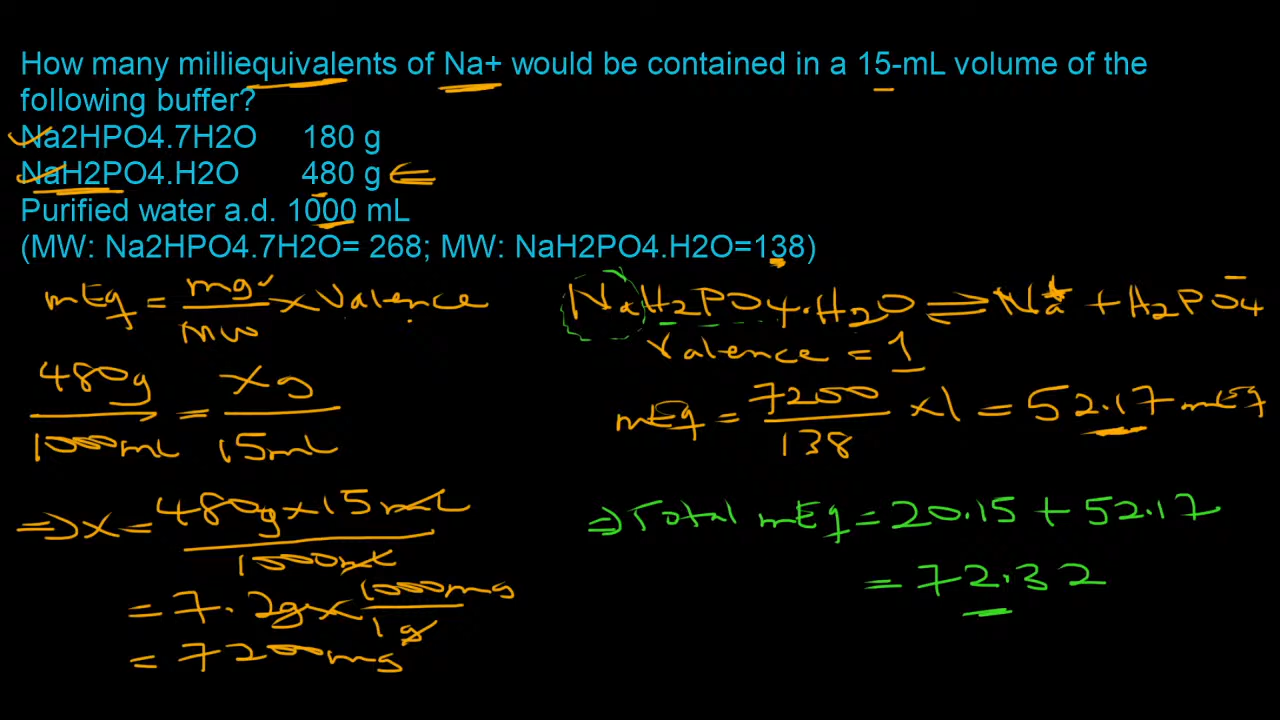 How many milliequivalents of Na+ would be contained in a 15-mL volume of the
following buffer?
Na2HPO4.7H2O 180 g
NaH2PO4.H2O 480 g
Purified water a.d. 1000 mL
(MW: Na2HPO4.7H2O= 268; MW: NaH2PO4.H2O=138)
mEq = mg/MW × Valence
480g/1000mL = xg/15mL
⇒ x = 480g × 15mL/1000mL
= 7.2g × 1000mg/1g
= 7200mg
NaH2PO4.H2O ⇌ Na+ + H2PO4-
Valence = 1
mEq = 7200/138 × 1 = 52.17 mEq
⇒ Total mEq = 20.15 + 52.17
= 72.32